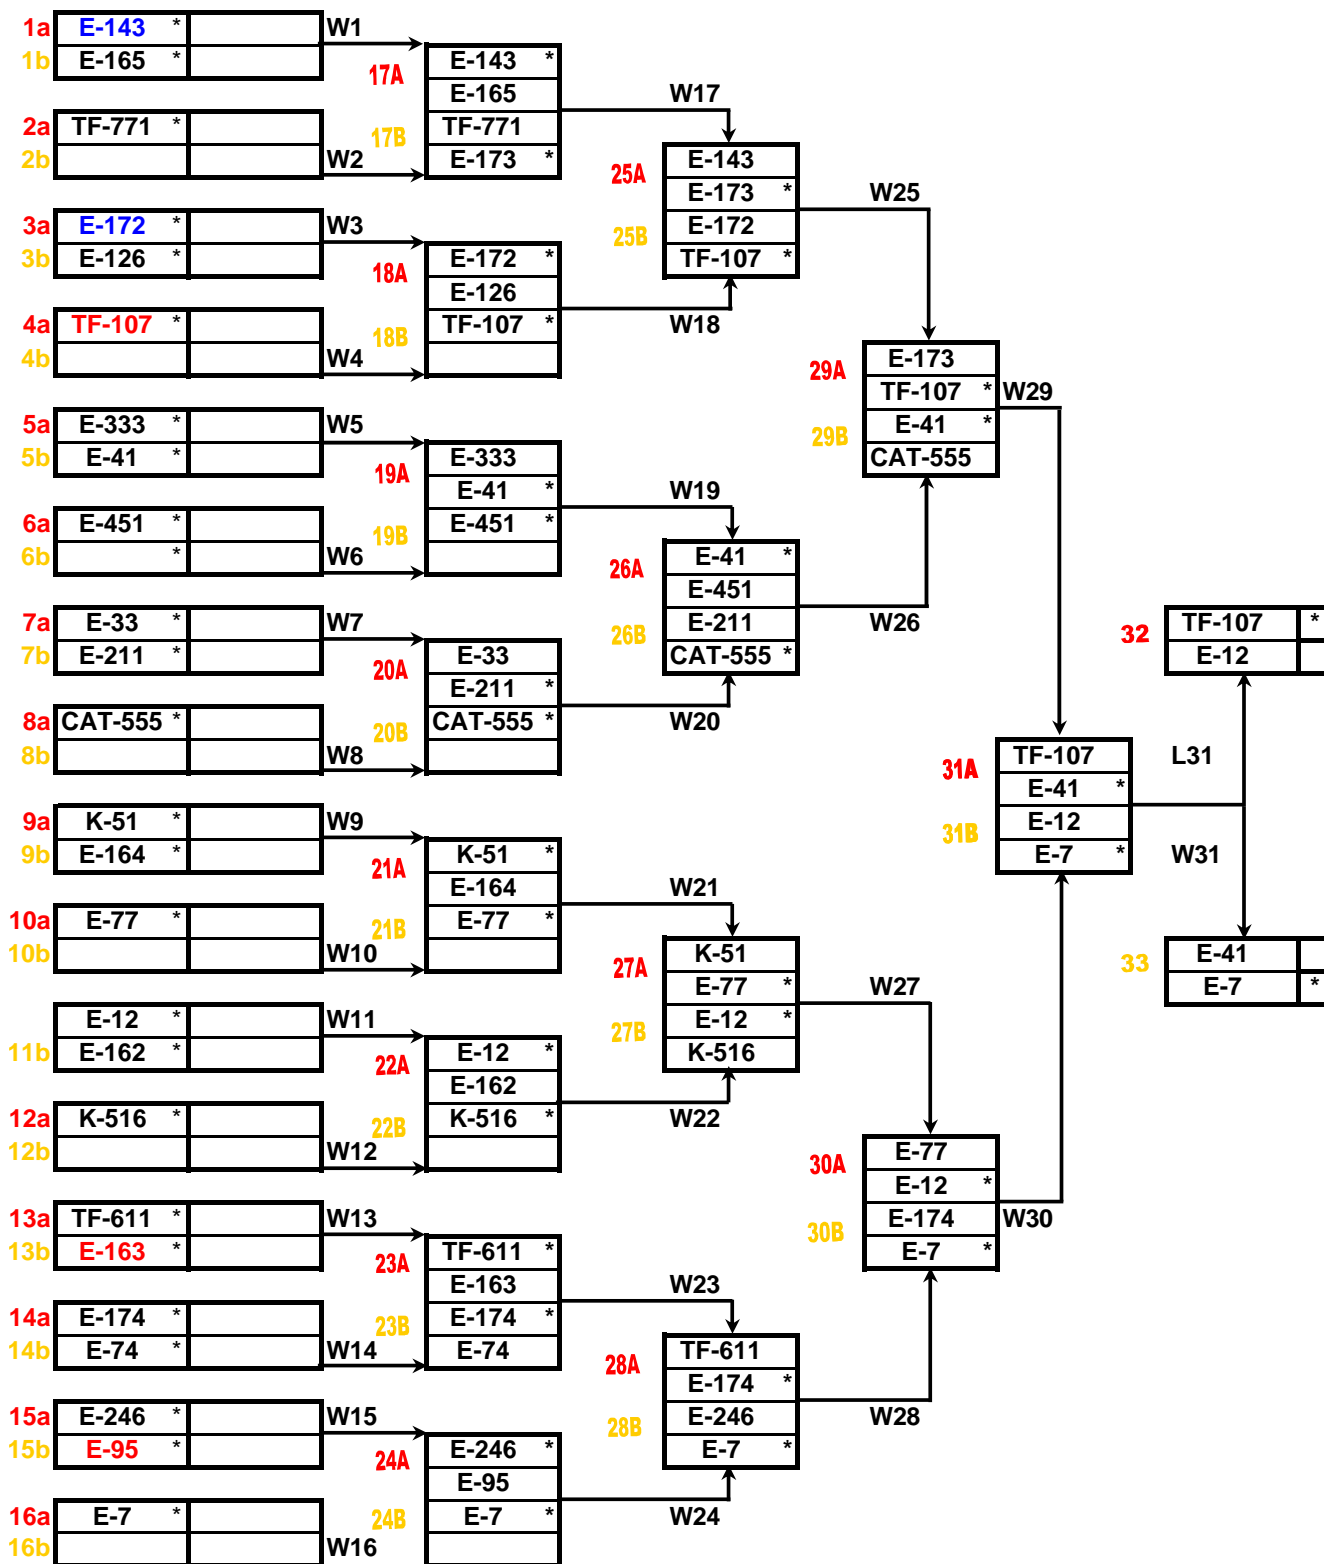 1a E-143 * W1
1b E-165 *
2a TF-771 *
2b W2
3a E-172 * W3
3b E-126 *
4a TF-107 *
4b W4
5a E-333 * W5
5b E-41 *
6a E-451 *
6b * W6
7a E-33 * W7
7b E-211 *
8a CAT-555 *
8b W8
9a K-51 * W9
9b E-164 *
10a E-77 *
10b W10
E-12 * W11
11b E-162 *
12a K-516 *
12b W12
13a TF-611 * W13
13b E-163 *
14a E-174 *
14b E-74 * W14
15a E-246 * W15
15b E-95 *
16a E-7 *
16b W16
17A
17B
E-143 *
E-165
TF-771
E-173 *
W17
18A
18B
E-172 *
E-126
TF-107 *
W18
19A
19B
E-333
E-41 *
E-451 *
W19
20A
20B
E-33
E-211 *
CAT-555 *
W20
21A
21B
K-51 *
E-164
E-77 *
W21
22A
22B
E-12 *
E-162
K-516 *
W22
23A
23B
TF-611 *
E-163
E-174 *
E-74
W23
24A
24B
E-246 *
E-95
E-7 *
W24
25A
25B
E-143
E-173 *
E-172
TF-107 *
W25
26A
26B
E-41 *
E-451
E-211
CAT-555 *
W26
27A
27B
K-51
E-77 *
E-12 *
K-516
W27
28A
28B
TF-611
E-174 *
E-246
E-7 *
W28
29A
29B
E-173
TF-107 *
E-41 *
CAT-555
W29
30A
30B
E-77
E-12 *
E-174
E-7 *
W30
31A
31B
TF-107
E-41 *
E-12
E-7 *
L31
W31
32
TF-107 *
E-12
33
E-41
E-7 *